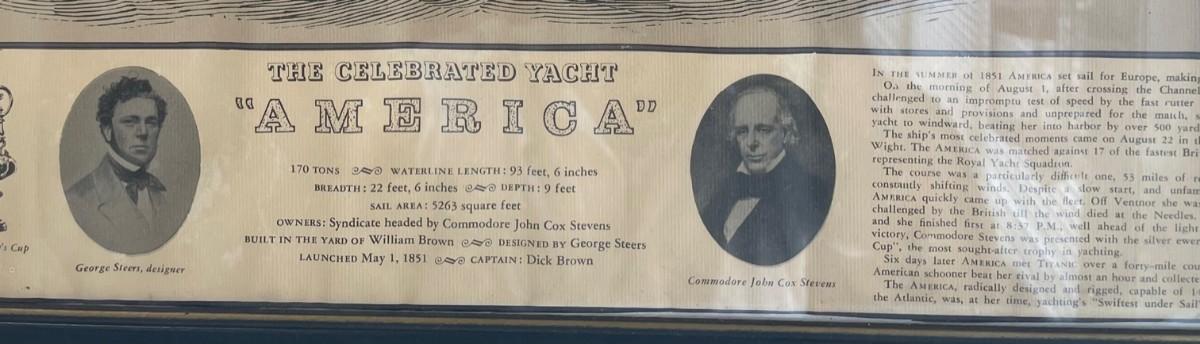 's Cup
George Steers, designer
THE CELEBRATED YACHT
"AMERICA"
170 TONS WATERLINE LENGTH: 93 feet, 6 inches
BREADTH: 22 feet, 6 inches DEPTH: 9 feet
SAIL AREA: 5263 square feet
OWNERS: Syndicate headed by Commodore John Cox Stevens
BUILT IN THE YARD OF William Brown DESIGNED BY George Steers
LAUNCHED May 1, 1851 CAPTAIN: Dick Brown
Commodore John Cox Stevens
IN THE SUMMER of 1851 AMERICA set sail for Europe, making
On the morning of August 1, after crossing the Channel
challenged to an impromptu test of speed by the fast cutter
with stores and provisions and unprepared for the match, s
yacht to windward, beating her into harbor by over 500 yard
The ship's most celebrated moments came on August 22 in th
Wight. The AMERICA was matched against 17 of the fastest Bri
representing the Royal Yacht Squadron.
The course was a particularly difficult one, 53 miles of r
constantly shifting winds. Despite a slow start, and unfam
AMERICA quickly came up with the fleet. Off Ventnor she wa
challenged by the British till the wind died at the Needles.
and she finished first at 8:37 P.M., well ahead of the light
victory, Commodore Stevens was presented with the silver ewer
Cup", the most sought-after trophy in yachting.
Six days later AMERICA met TITANIC over a forty-mile cou
American schooner beat her rival by almost an hour and collecte
The AMERICA, radically designed and rigged, capable of 14
the Atlantic, was, at her time, yachting's "Swiftest under Sail